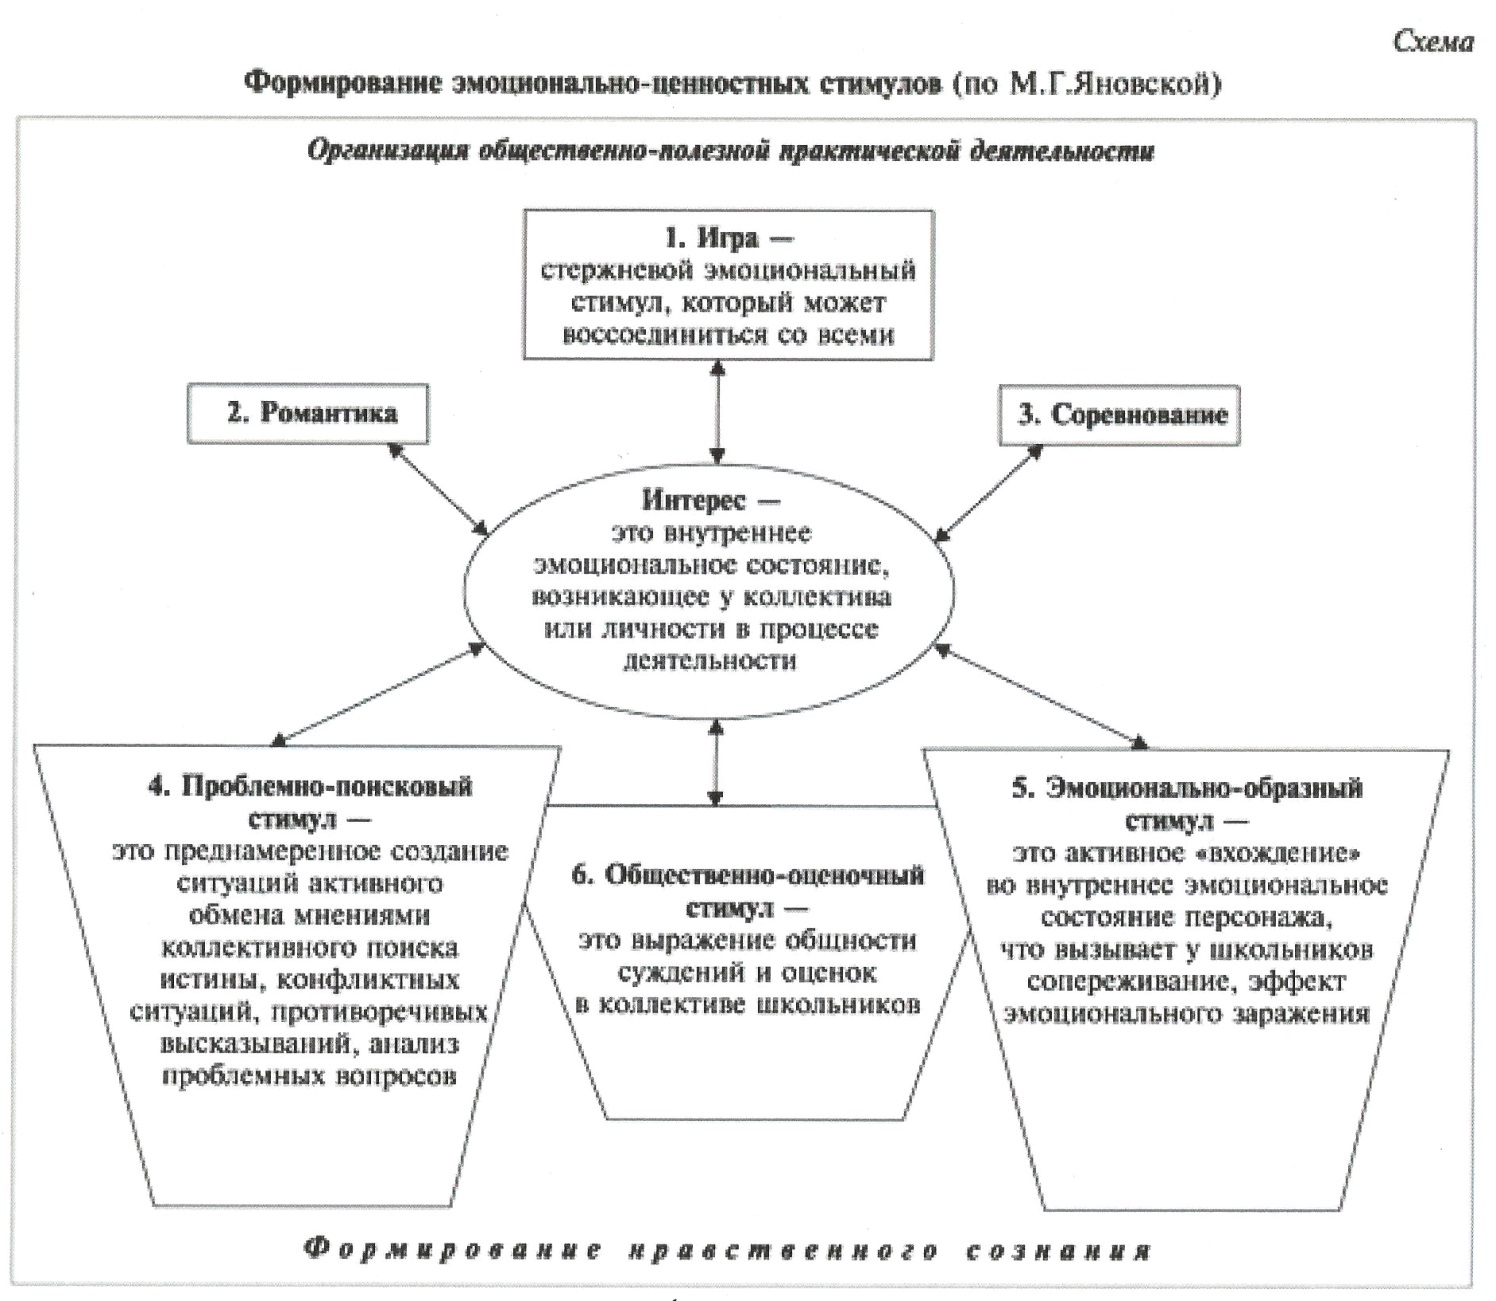 Схема
Формирование эмоционально-ценностных стимулов (по М.Г.Яновской)
Организация общественно-полезной практической деятельности
1. Игра —
стержневой эмоциональный
стимул, который может
воссоединиться со всеми
2. Романтика
3. Соревнование
Интерес —
это внутреннее
эмоциональное состояние,
возникающее у коллектива
или личности в процессе
деятельности
4. Проблемно-поисковый
стимул —
это преднамеренное создание
ситуаций активного
обмена мнениями
коллективного поиска
истины, конфликтных
ситуаций, противоречивых
высказываний, анализ
проблемных вопросов
6. Общественно-оценочный
стимул —
это выражение общности
суждений и оценок
в коллективе школьников
5. Эмоционально-образный
стимул —
это активное «вхождение»
во внутреннее эмоциональное
состояние персонажа,
что вызывает у школьников
сопереживание, эффект
эмоционального заражения
Формирование нравственного сознания